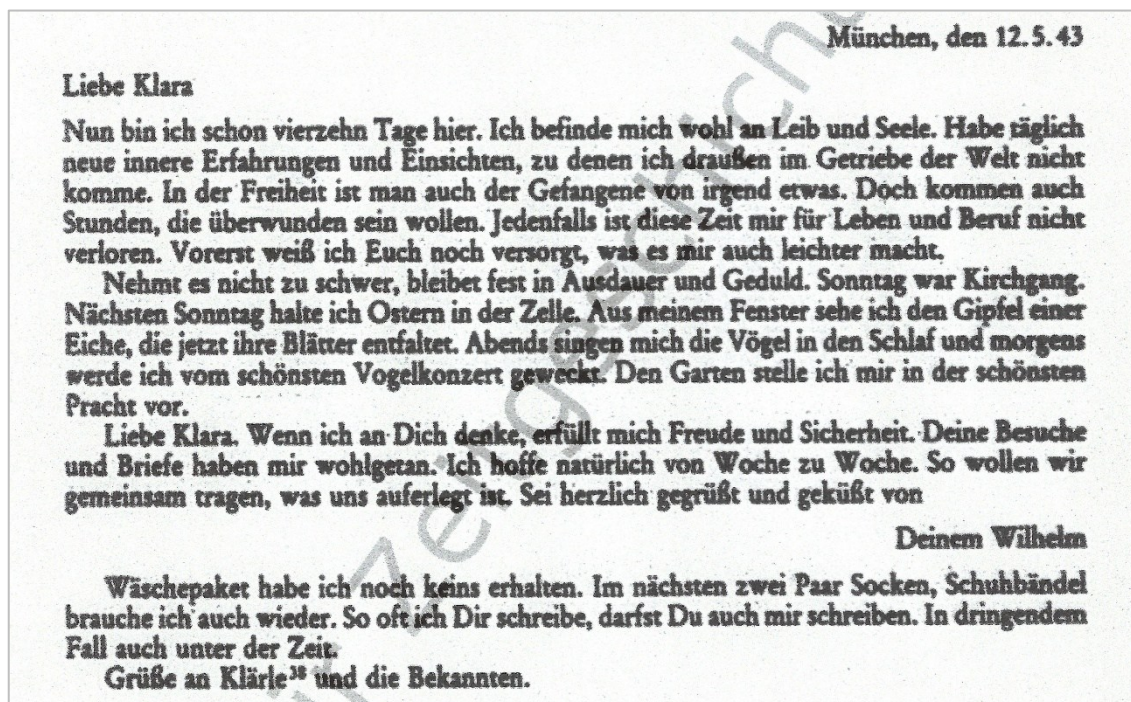 München, den 12.5.43
Liebe Klara
Nun bin ich schon vierzehn Tage hier. Ich befinde mich wohl an Leib und Seele. Habe täglich
neue innere Erfahrungen und Einsichten, zu denen ich draußen im Getriebe der Welt nicht
komme. In der Freiheit ist man auch der Gefangene von irgend etwas. Doch kommen auch
Stunden, die überwunden sein wollen. Jedenfalls ist diese Zeit mir für Leben und Beruf nicht
verloren. Vorerst weiß ich Euch noch versorgt, was es mir auch leichter macht.
Nehmt es nicht zu schwer, bleibet fest in Ausdauer und Geduld. Sonntag war Kirchgang.
Nächsten Sonntag halte ich Ostern in der Zelle. Aus meinem Fenster sehe ich den Gipfel einer
Eiche, die jetzt ihre Blätter entfaltet. Abends singen mich die Vögel in den Schlaf und morgens
werde ich vom schönsten Vogelkonzert geweckt. Den Garten stelle ich mir in der schönsten
Pracht vor.
Liebe Klara. Wenn ich an Dich denke, erfüllt mich Freude und Sicherheit. Deine Besuche
und Briefe haben mir wohlgetan. Ich hoffe natürlich von Woche zu Woche. So wollen wir
gemeinsam tragen, was uns auferlegt ist. Sei herzlich gegrüßt und geküßt von
Deinem Wilhelm
Wäschepaket habe ich noch keins erhalten. Im nächsten zwei Paar Socken, Schuhbändel
brauche ich auch wieder. So oft ich Dir schreibe, darfst Du auch mir schreiben. In dringendem
Fall auch unter der Zeit.
Grüße an Klärle³⁸ und die Bekannten.